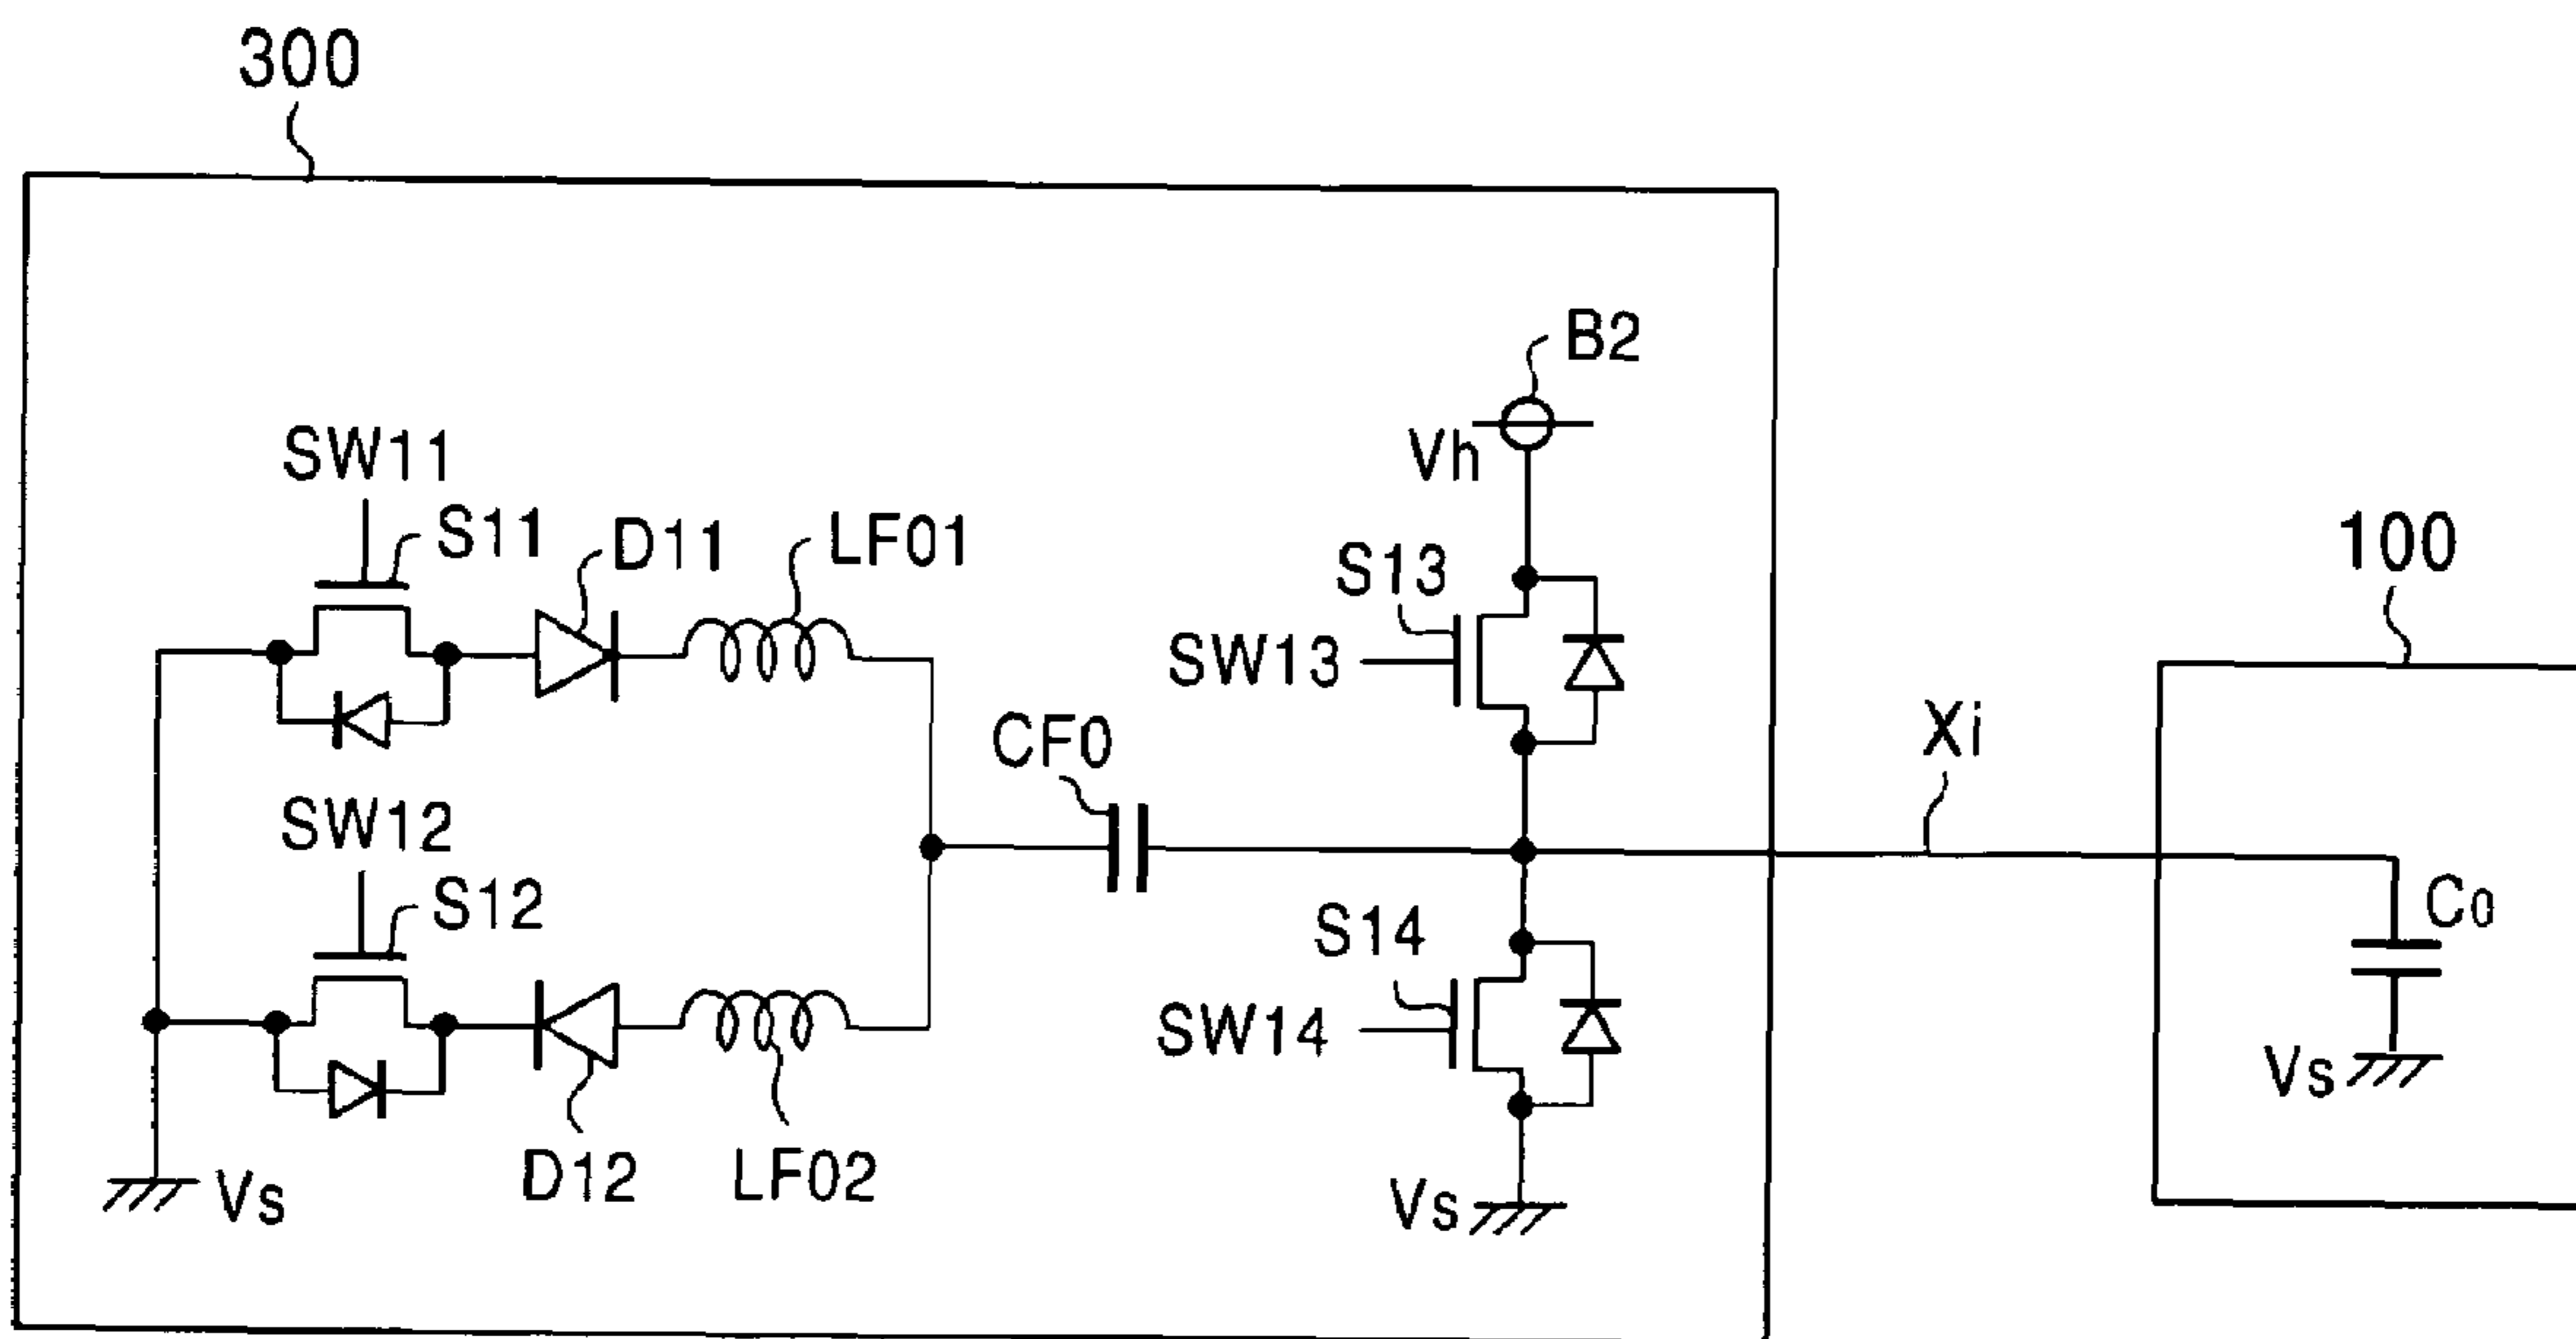 300
B2
Vh
SW11
S11
D11
LF01
S13
100
SW13
Xi
CF0
SW12
S12
C0
S14
SW14
Vs
D12
LF02
Vs
Vs